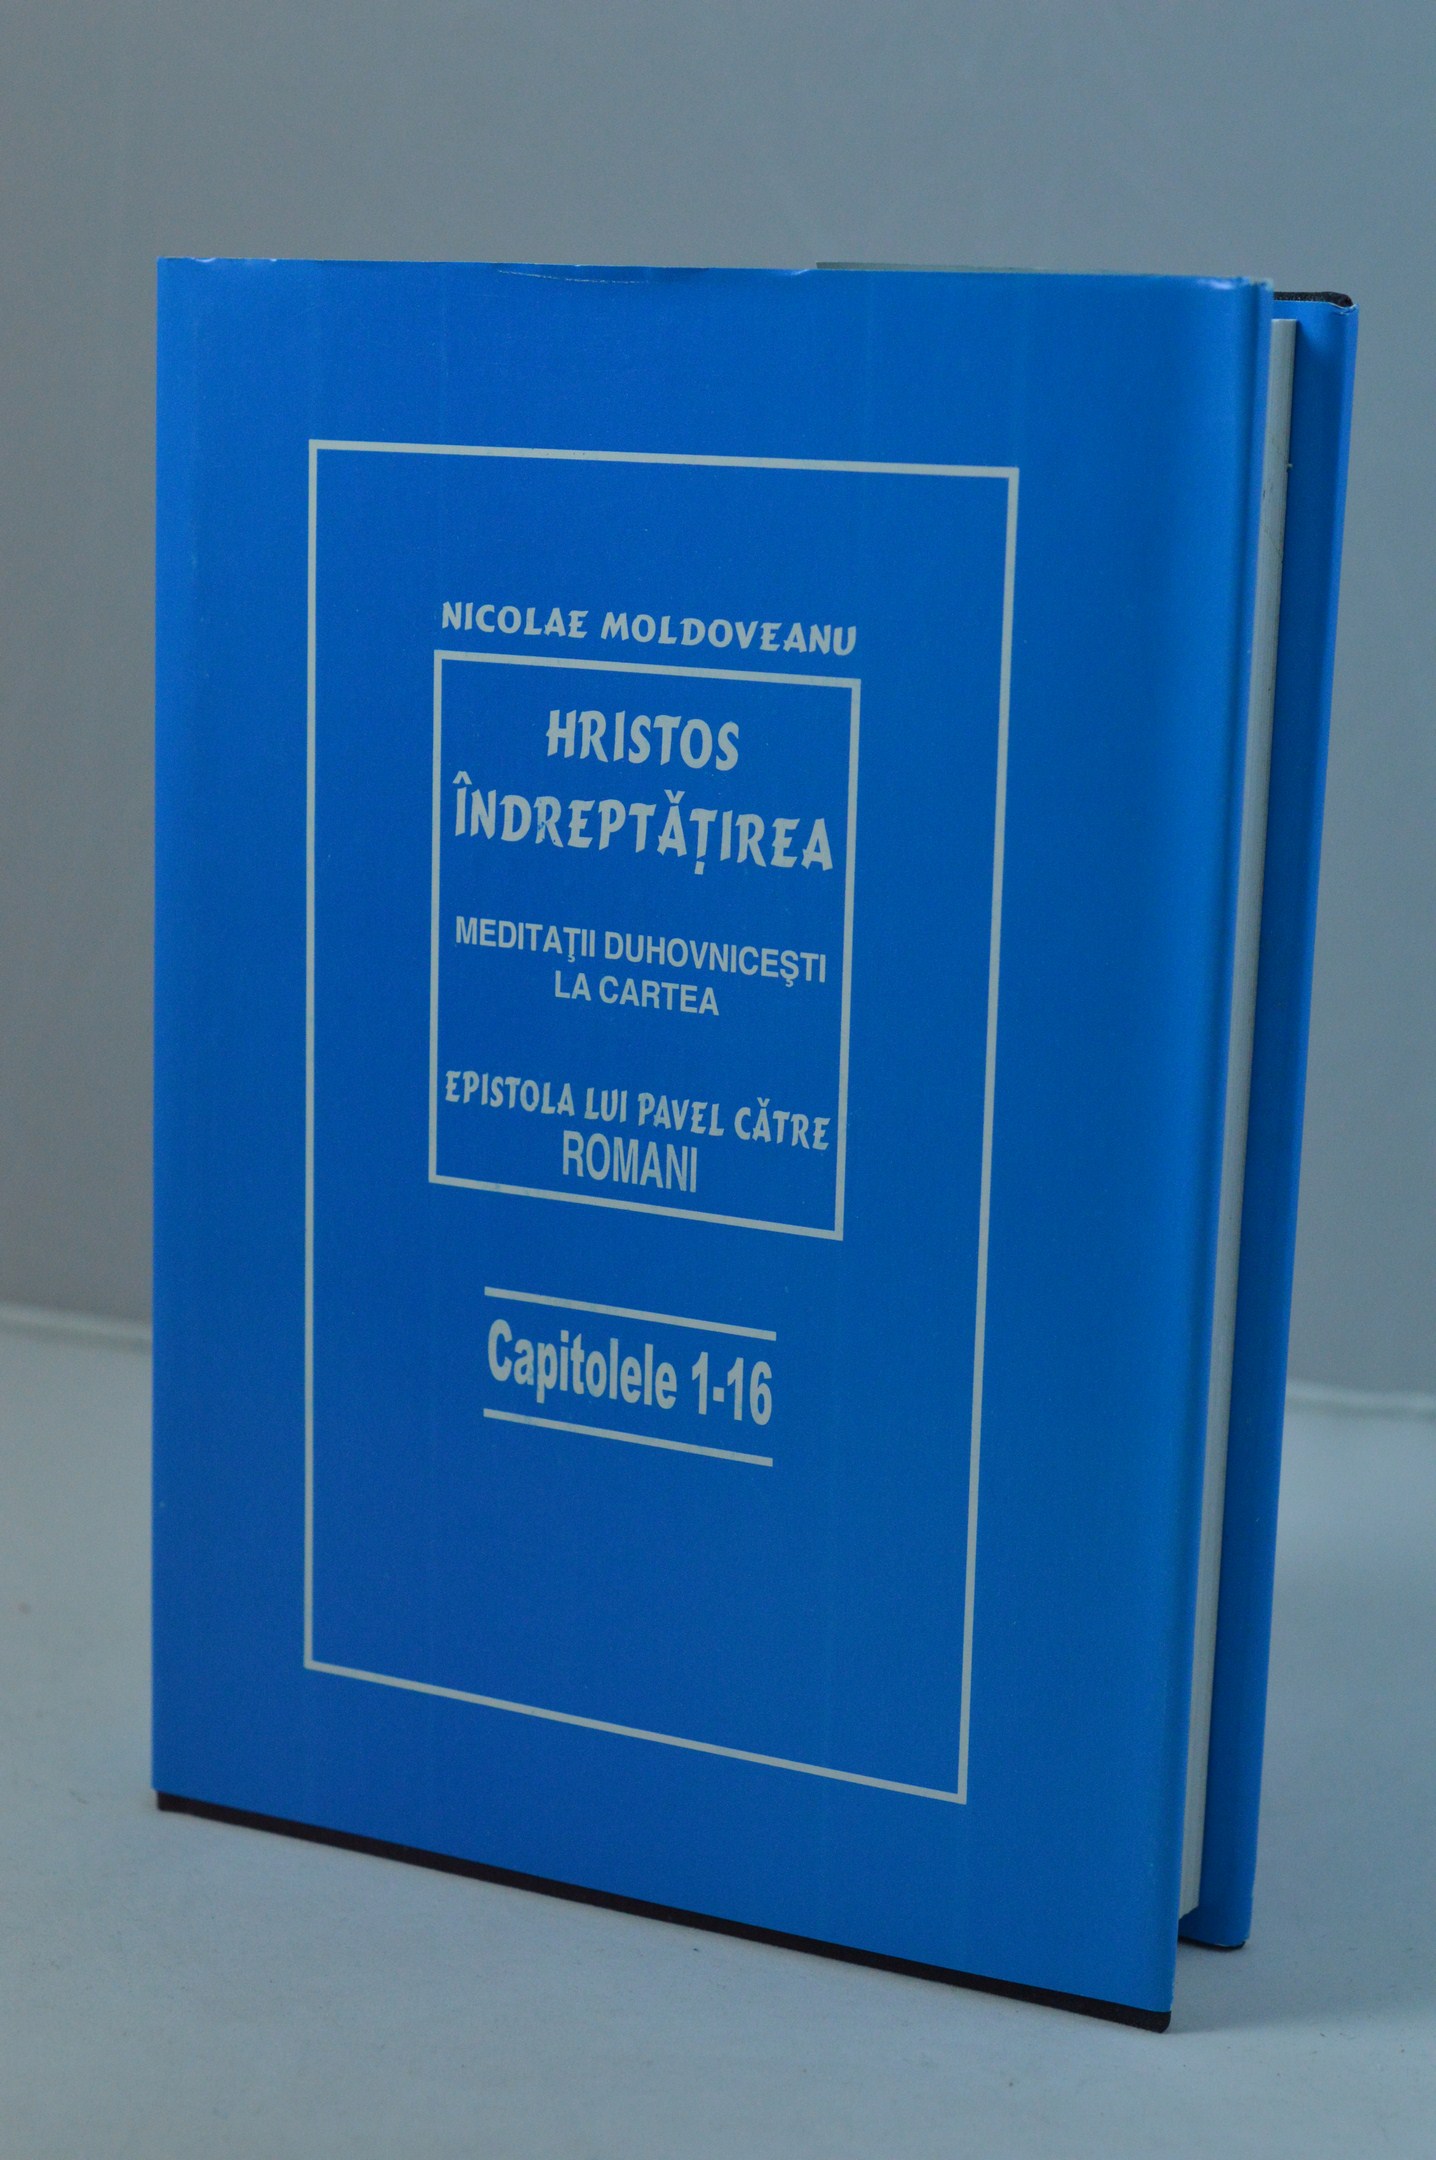 NICOLAE MOLDOVEANU
HRISTOS
ÎNDREPTĂȚIREA
MEDITAŢII DUHOVNICEŞTI
LA CARTEA
EPISTOLA LUI PAVEL CĂTRE
ROMANI
Capitolele 1-16